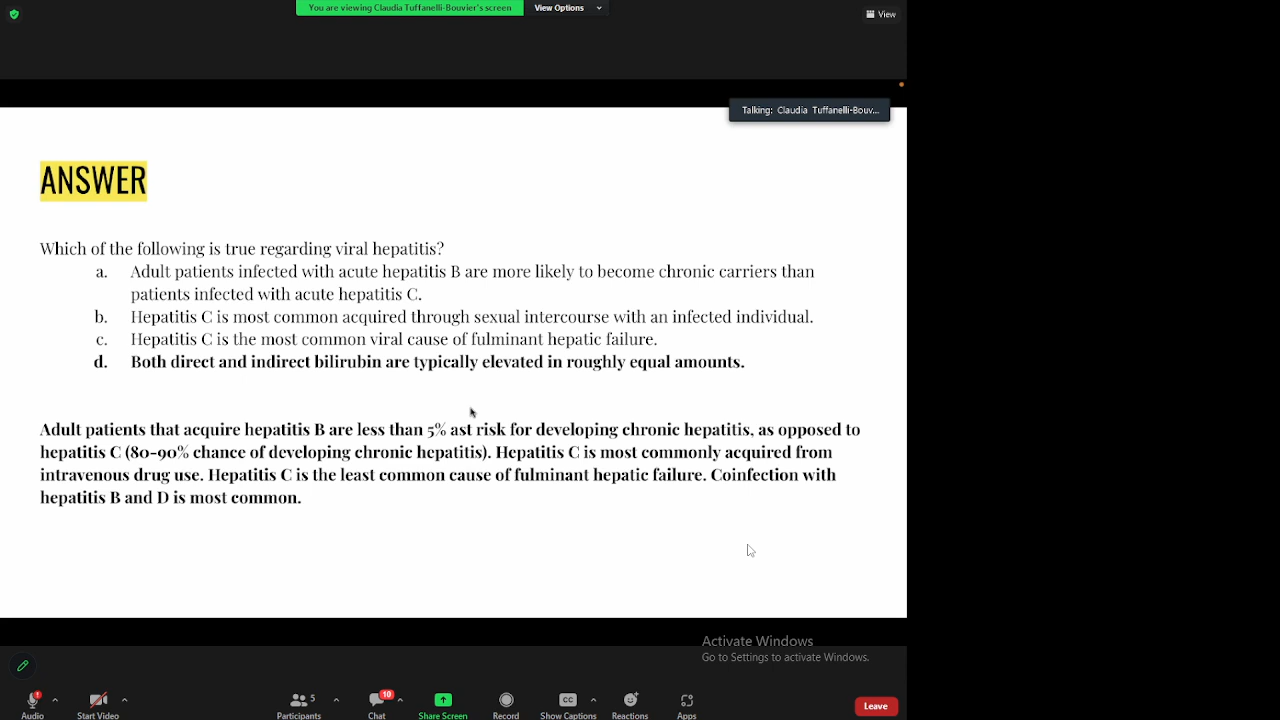 You are viewing Claudia Tuffanelli-Bouvier's screen
View Options
View
Talking: Claudia Tuffanelli-Bouv...
ANSWER
Which of the following is true regarding viral hepatitis?
a. Adult patients infected with acute hepatitis B are more likely to become chronic carriers than
patients infected with acute hepatitis C.
b. Hepatitis C is most common acquired through sexual intercourse with an infected individual.
c. Hepatitis C is the most common viral cause of fulminant hepatic failure.
d. Both direct and indirect bilirubin are typically elevated in roughly equal amounts.
Adult patients that acquire hepatitis B are less than 5% ast risk for developing chronic hepatitis, as opposed to
hepatitis C (80-90% chance of developing chronic hepatitis). Hepatitis C is most commonly acquired from
intravenous drug use. Hepatitis C is the least common cause of fulminant hepatic failure. Coinfection with
hepatitis B and D is most common.
Activate Windows
Go to Settings to activate Windows.
Audio
Start Video
Participants
5
Chat
10
Share Screen
Record
CC
Show Captions
Reactions
Apps
Leave